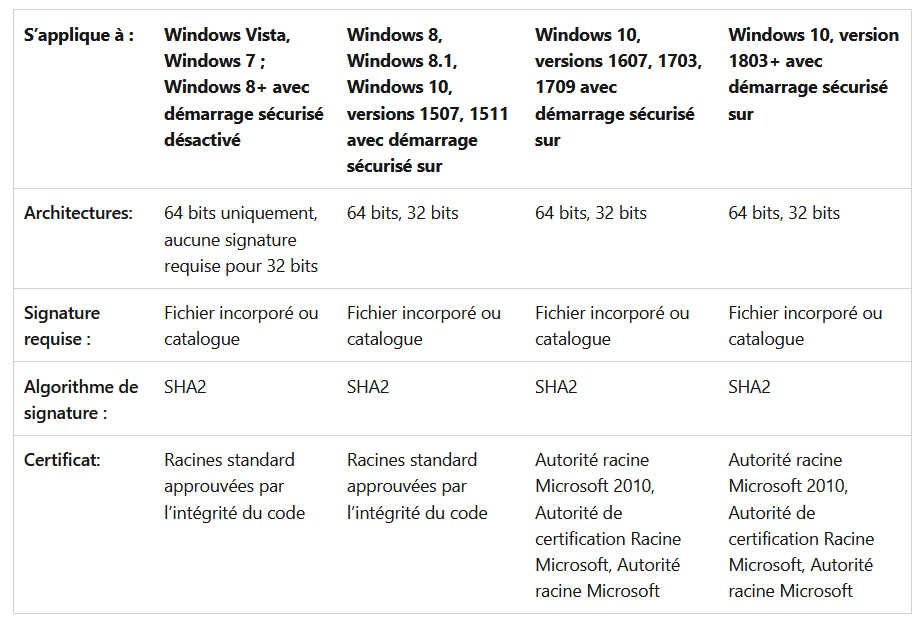 S’applique à :
Windows Vista,
Windows 7 ;
Windows 8+ avec
démarrage sécurisé
désactivé
Windows 8,
Windows 8.1,
Windows 10,
versions 1507, 1511
avec démarrage
sécurisé sur
Windows 10,
versions 1607, 1703,
1709 avec
démarrage sécurisé
sur
Windows 10, version
1803+ avec
démarrage sécurisé
sur
Architectures:
64 bits uniquement,
aucune signature
requise pour 32 bits
64 bits, 32 bits
64 bits, 32 bits
64 bits, 32 bits
Signature
requise :
Fichier incorporé ou
catalogue
Fichier incorporé ou
catalogue
Fichier incorporé ou
catalogue
Fichier incorporé ou
catalogue
Algorithme de
signature :
SHA2
SHA2
SHA2
SHA2
Certificat:
Racines standard
approuvées par
l’intégrité du code
Racines standard
approuvées par
l’intégrité du code
Autorité racine
Microsoft 2010,
Autorité de
certification Racine
Microsoft, Autorité
racine Microsoft
Autorité racine
Microsoft 2010,
Autorité de
certification Racine
Microsoft, Autorité
racine Microsoft